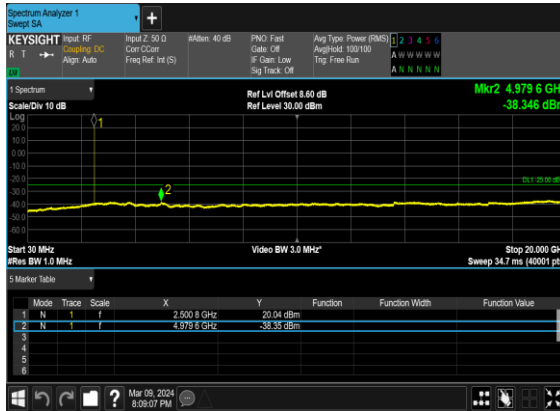 Spectrum Analyzer 1
Swept SA
+
KEYSIGHT Input: RF Input Z: 50 Ω #Atten: 40 dB PNO: Fast Avg Type: Power (RMS) 1 2 3 4 5 6
R T Coupling: DC Corr CCorr Gate: Off Avg|Hold: 100/100 A W W W W W
Align: Auto Freq Ref: Int (S) IF Gain: Low Trig: Free Run
Sig Track: Off A N N N N N
1 Spectrum Ref Lvl Offset 8.60 dB Mkr2 4.979 6 GH
Scale/Div 10 dB Ref Level 30.00 dBm -38.346 dBm
Log
1
20.0
10.0
0.00
-10.0
-20.0
DL1 -25.00 dB
-30.0
2
-40.0
-50.0
-60.0
Start 30 MHz Video BW 3.0 MHz* Stop 20.000 GH
#Res BW 1.0 MHz Sweep 34.7 ms (40001 pt
5 Marker Table
Mode Trace Scale X Y Function Function Width Function Value
1 N 1 f 2.500 8 GHz 20.04 dBm
2 N 1 f 4.979 6 GHz -38.35 dBm
3
4
5
6
? Mar 09, 2024
8:09:07 PM